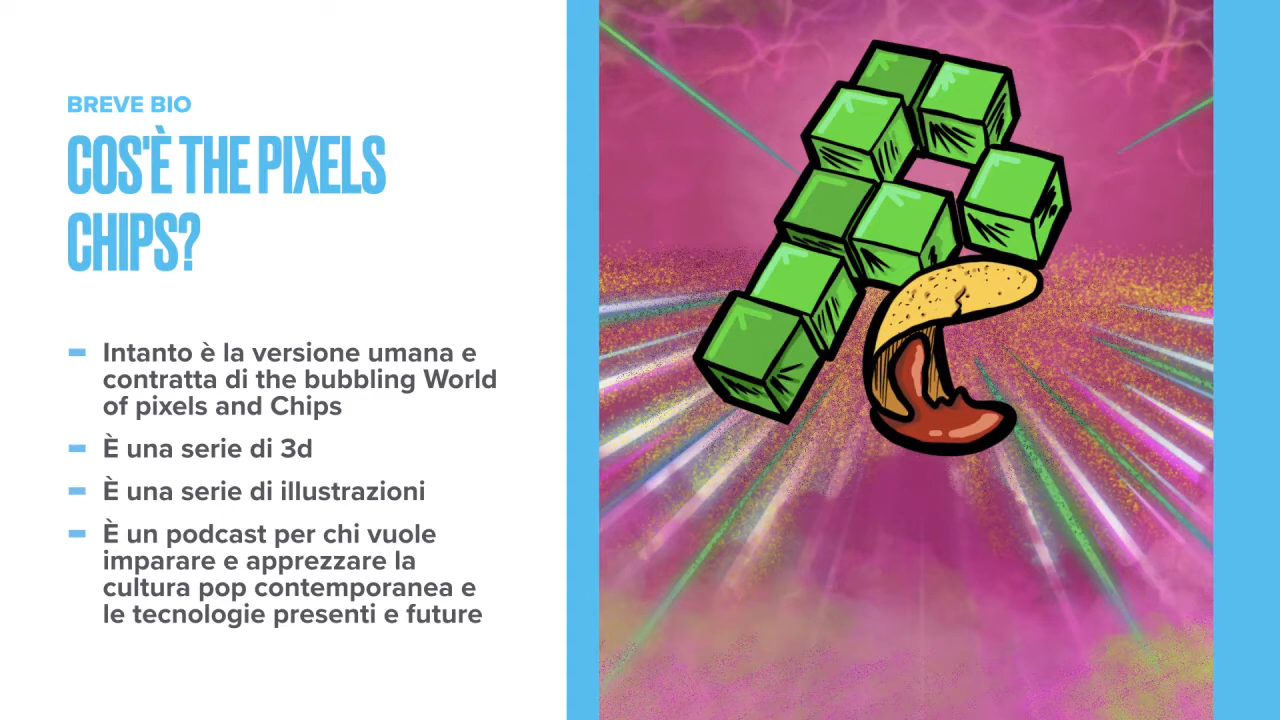 BREVE BIO
COS'È THE PIXELS
CHIPS?
Intanto è la versione umana e
contratta di the bubbling World
of pixels and Chips
È una serie di 3d
È una serie di illustrazioni
È un podcast per chi vuole
imparare e apprezzare la
cultura pop contemporanea e
le tecnologie presenti e future